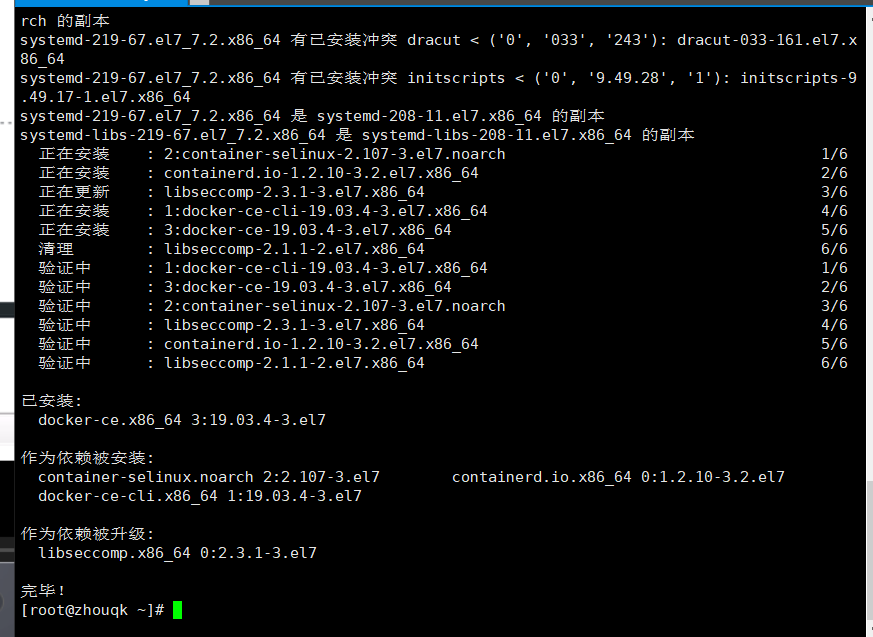 rch 的副本
systemd-219-67.el7_7.2.x86_64 有已安装冲突 dracut < ('0', '033', '243'): dracut-033-161.el7.x
86_64
systemd-219-67.el7_7.2.x86_64 有已安装冲突 initscripts < ('0', '9.49.28', '1'): initscripts-9
.49.17-1.el7.x86_64
systemd-219-67.el7_7.2.x86_64 是 systemd-208-11.el7.x86_64 的副本
systemd-libs-219-67.el7_7.2.x86_64 是 systemd-libs-208-11.el7.x86_64 的副本
  正在安装    : 2:container-selinux-2.107-3.el7.noarch                                   1/6
  正在安装    : containerd.io-1.2.10-3.2.el7.x86_64                                      2/6
  正在更新    : libseccomp-2.3.1-3.el7.x86_64                                            3/6
  正在安装    : 1:docker-ce-cli-19.03.4-3.el7.x86_64                                     4/6
  正在安装    : 3:docker-ce-19.03.4-3.el7.x86_64                                         5/6
  清理        : libseccomp-2.1.1-2.el7.x86_64                                            6/6
  验证中      : 1:docker-ce-cli-19.03.4-3.el7.x86_64                                     1/6
  验证中      : 3:docker-ce-19.03.4-3.el7.x86_64                                         2/6
  验证中      : 2:container-selinux-2.107-3.el7.noarch                                   3/6
  验证中      : libseccomp-2.3.1-3.el7.x86_64                                            4/6
  验证中      : containerd.io-1.2.10-3.2.el7.x86_64                                      5/6
  验证中      : libseccomp-2.1.1-2.el7.x86_64                                            6/6
已安装:
  docker-ce.x86_64 3:19.03.4-3.el7
作为依赖被安装:
  container-selinux.noarch 2:2.107-3.el7        containerd.io.x86_64 0:1.2.10-3.2.el7
  docker-ce-cli.x86_64 1:19.03.4-3.el7
作为依赖被升级:
  libseccomp.x86_64 0:2.3.1-3.el7
完毕!
[root@zhouqk ~]#